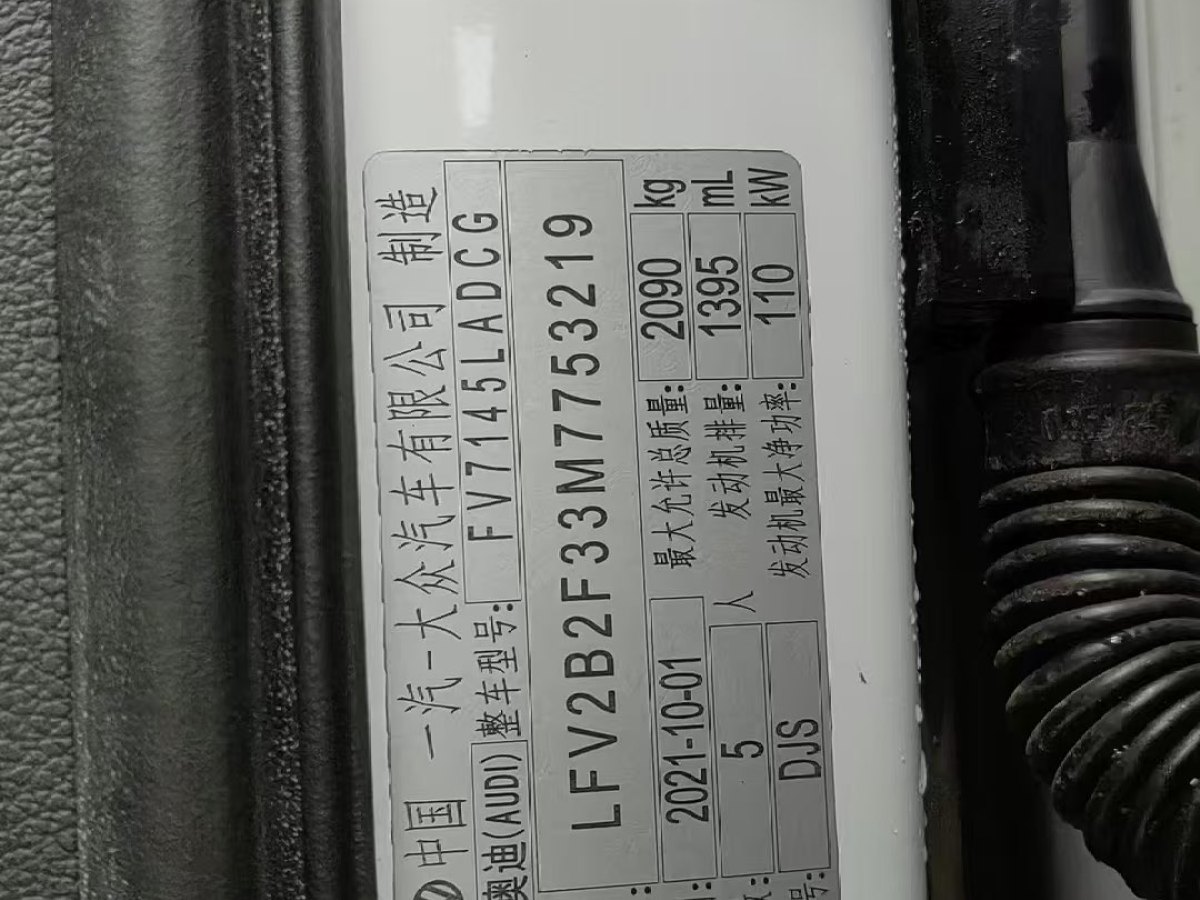 中国 一汽-大众汽车有限公司 制造
奥迪(AUDI) 整车型号: FV7145LADCG
LFV2B2F33M7753219
2021-10-01 最大允许总质量: 2090 kg
5 人 发动机排量: 1395 mL
号: DJS 发动机最大净功率: 110 kW